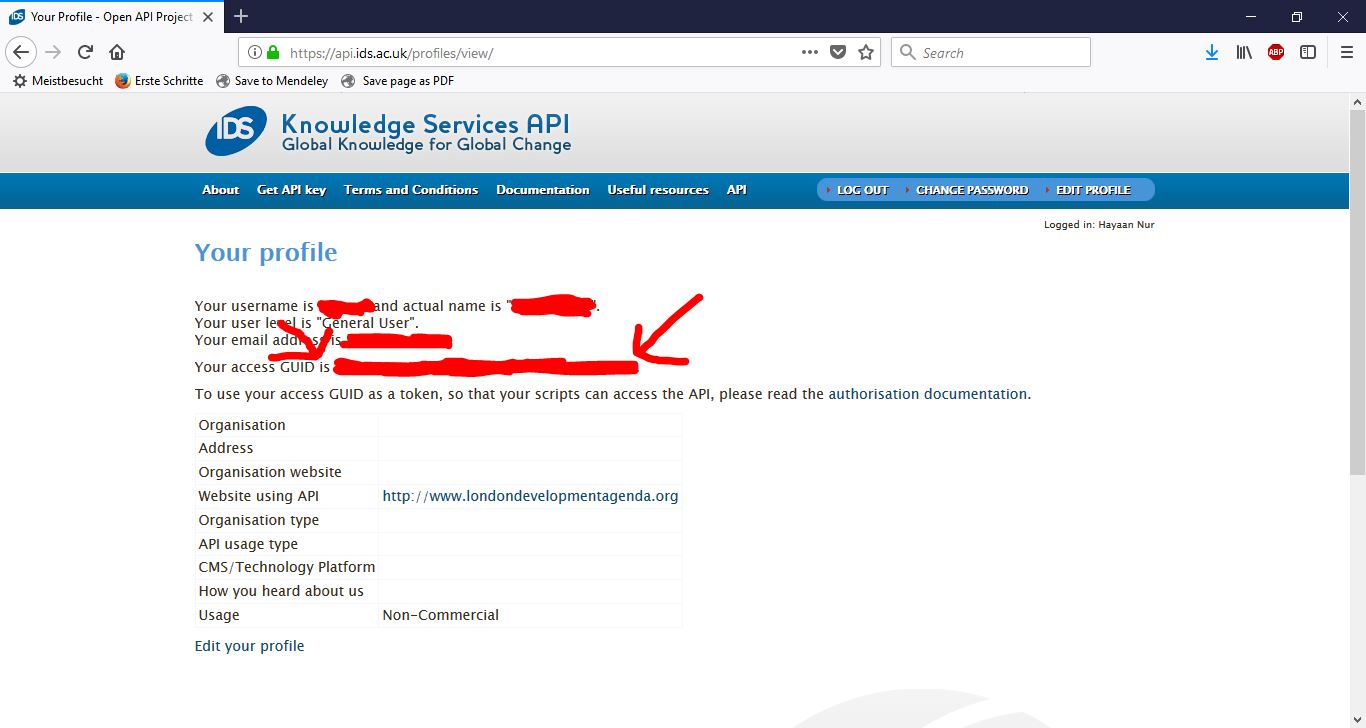 Your Profile - Open API Project
https://api.ids.ac.uk/profiles/view/
Search
ABP
Meistbesucht Erste Schritte Save to Mendeley Save page as PDF
IDS Knowledge Services API
Global Knowledge for Global Change
About Get API key Terms and Conditions Documentation Useful resources API LOG OUT CHANGE PASSWORD EDIT PROFILE
Logged in: Hayaan Nur
Your profile
Your username is and actual name is " ".
Your user level is "General User".
Your email address is
Your access GUID is
To use your access GUID as a token, so that your scripts can access the API, please read the authorisation documentation.
Organisation
Address
Organisation website
Website using API http://www.londondevelopmentagenda.org
Organisation type
API usage type
CMS/Technology Platform
How you heard about us
Usage Non-Commercial
Edit your profile